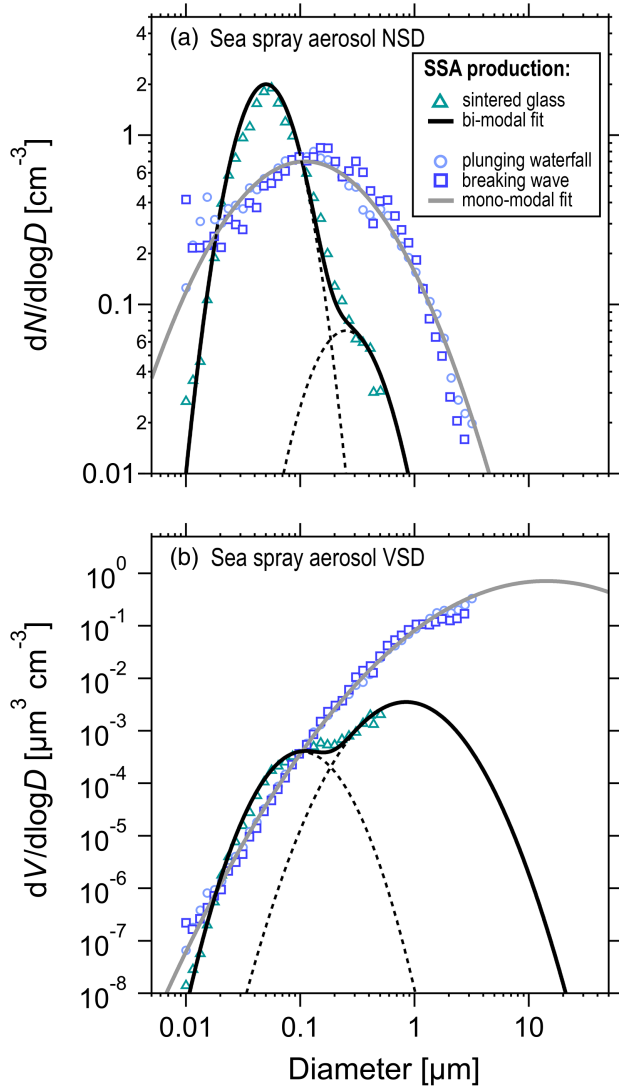 (a) Sea spray aerosol NSD
SSA production:
sintered glass
bi-modal fit
plunging waterfall
breaking wave
mono-modal fit
dN/dlogD [cm⁻³]
4
2
1
6
4
2
0.1
6
4
2
0.01
(b) Sea spray aerosol VSD
dV/dlogD [µm³ cm⁻³]
10⁰
10⁻¹
10⁻²
10⁻³
10⁻⁴
10⁻⁵
10⁻⁶
10⁻⁷
10⁻⁸
0.01 0.1 1 10
Diameter [µm]